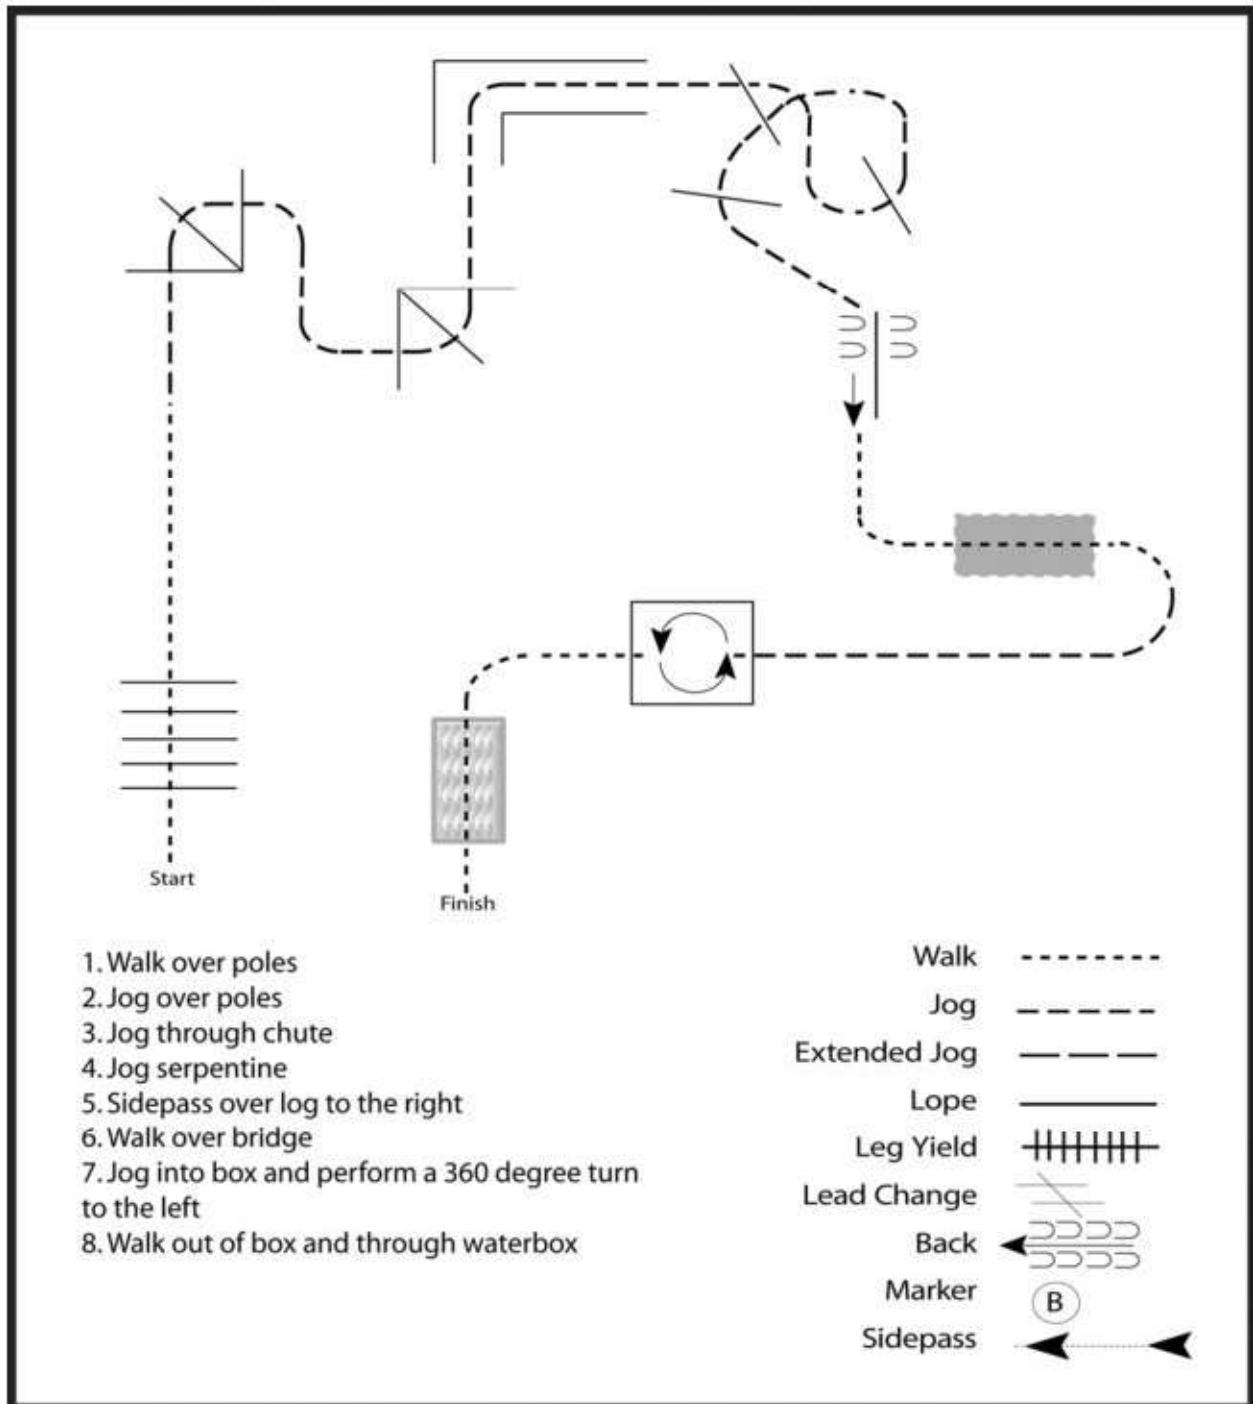 Start
Finish
1. Walk over poles
2. Jog over poles
3. Jog through chute
4. Jog serpentine
5. Sidepass over log to the right
6. Walk over bridge
7. Jog into box and perform a 360 degree turn
to the left
8. Walk out of box and through waterbox
Walk
Jog
Extended Jog
Lope
Leg Yield
Lead Change
Back
Marker
B
Sidepass